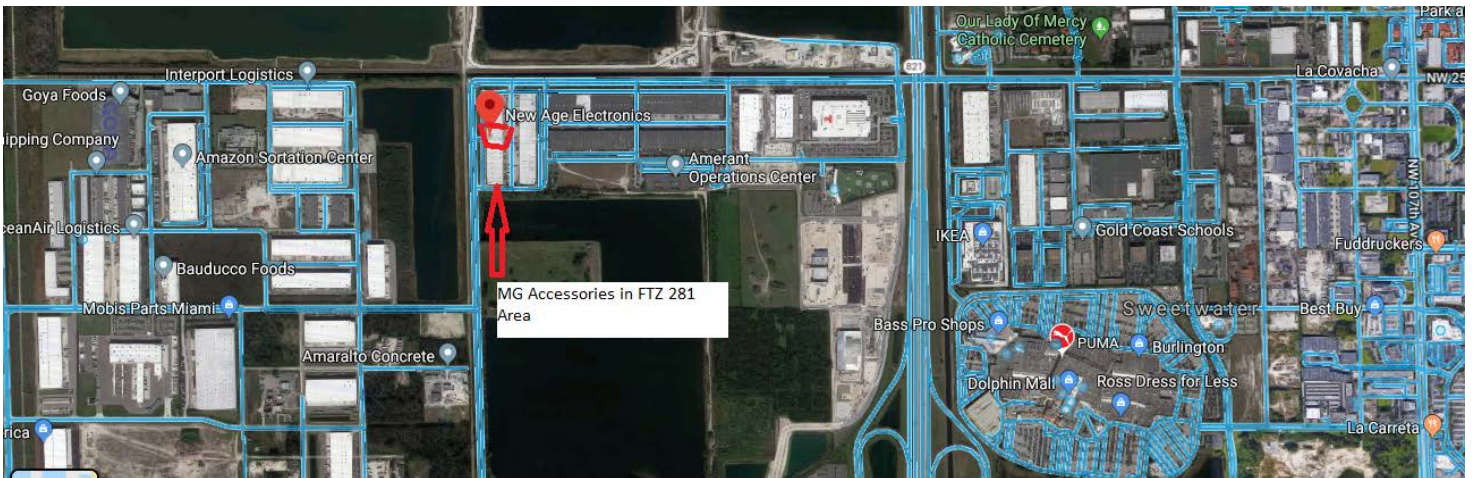 Our Lady Of Mercy
Catholic Cemetery
Park a
821
La Covacha
NW 25
Interport Logistics
Goya Foods
New Age Electronics
hipping Company
Amazon Sortation Center
Amerant
Operations Center
NW 107th Av
ceanAir Logistics
IKEA
Gold Coast Schools
Fuddruckers
Bauducco Foods
MG Accessories in FTZ 281
Area
Mobis Parts Miami
Sweetwater
Best Buy
Bass Pro Shops
PUMA
Burlington
Amaralto Concrete
Dolphin Mall
Ross Dress for Less
rica
La Carreta